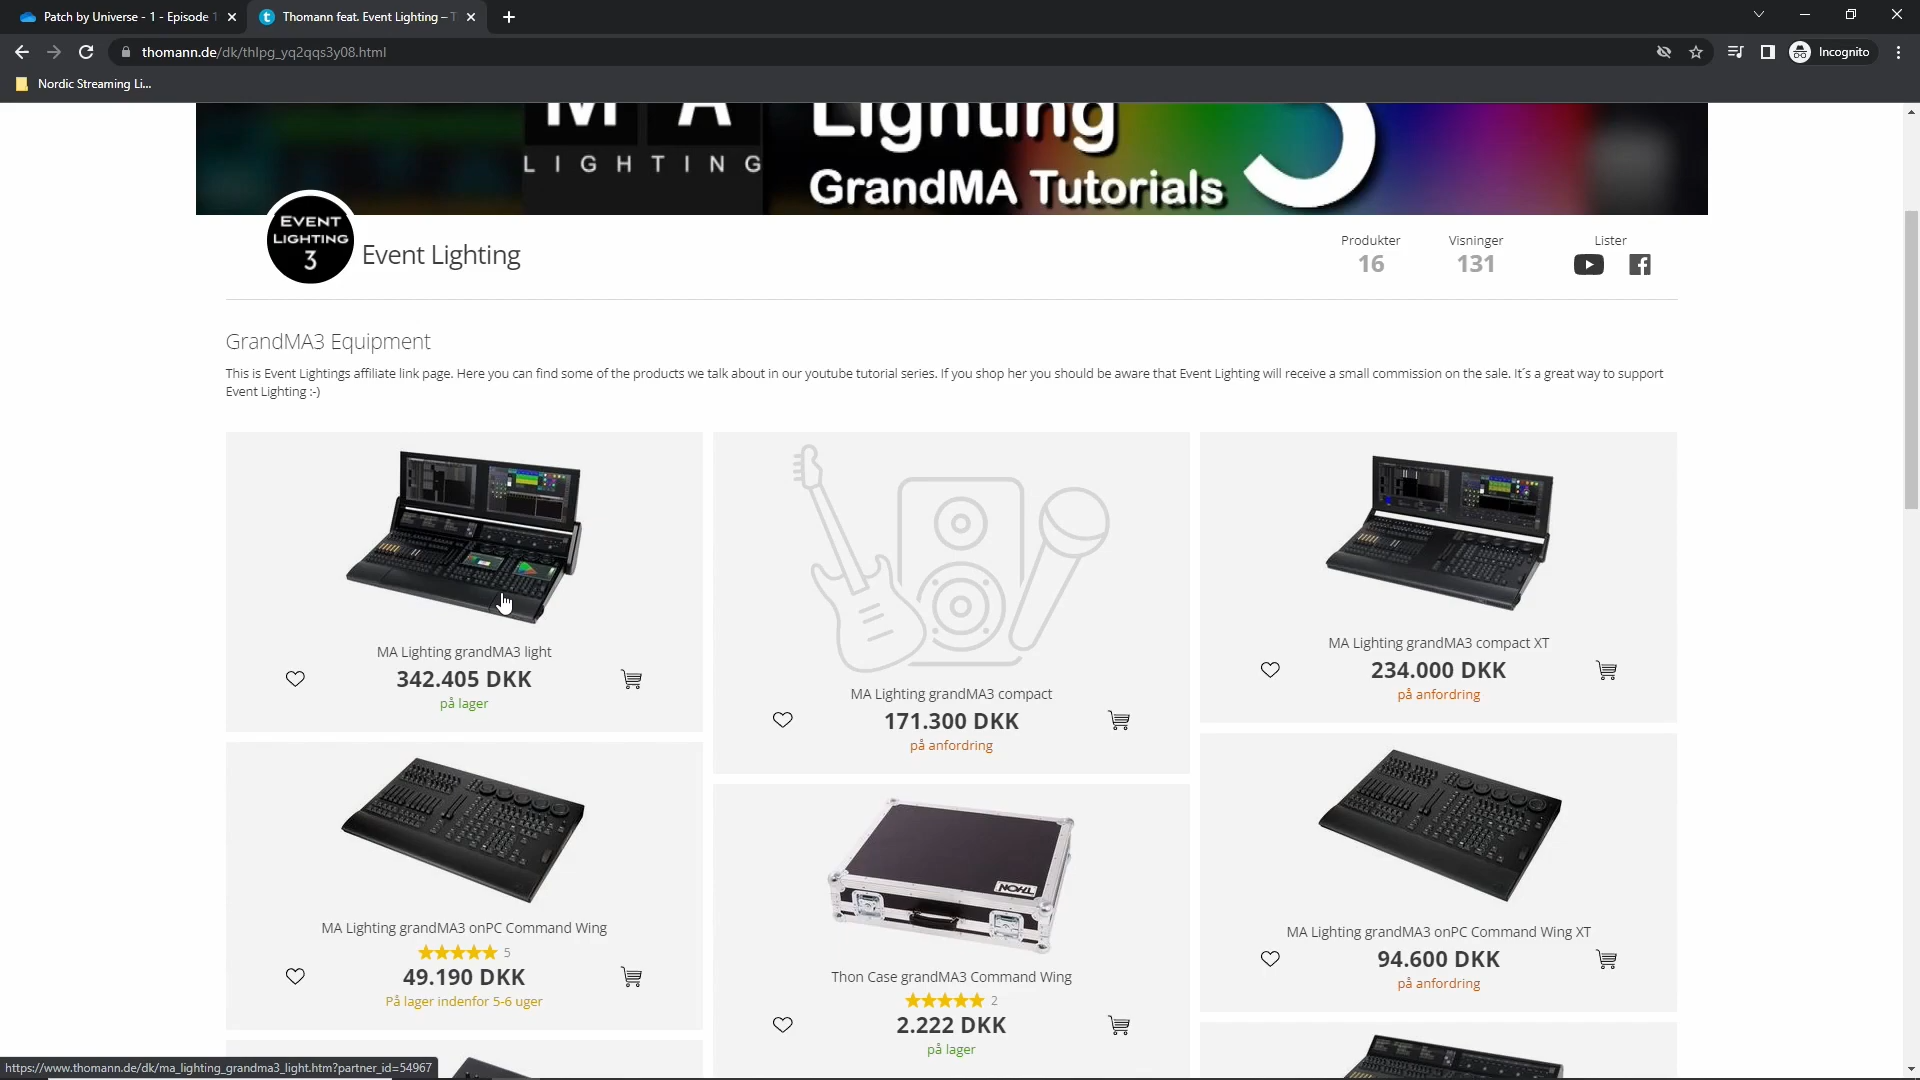 Patch by Universe - 1 - Episode 1
Thomann feat. Event Lighting – T
thomann.de/dk/thlpg_yq2qqs3y08.html
Incognito
Nordic Streaming Li...
M A
LIGHTING
Lighting
GrandMA Tutorials
3
EVENT
LIGHTING
3
Event Lighting
Produkter
16
Visninger
131
Lister
GrandMA3 Equipment
This is Event Lightings affiliate link page. Here you can find some of the products we talk about in our youtube tutorial series. If you shop her you should be aware that Event Lighting will receive a small commission on the sale. It´s a great way to support
Event Lighting :-)
MA Lighting grandMA3 light
342.405 DKK
på lager
MA Lighting grandMA3 compact
171.300 DKK
på anfordring
MA Lighting grandMA3 compact XT
234.000 DKK
på anfordring
MA Lighting grandMA3 onPC Command Wing
5
49.190 DKK
På lager indenfor 5-6 uger
THON
Thon Case grandMA3 Command Wing
2
2.222 DKK
på lager
MA Lighting grandMA3 onPC Command Wing XT
94.600 DKK
på anfordring
https://www.thomann.de/dk/ma_lighting_grandma3_light.htm?partner_id=54967